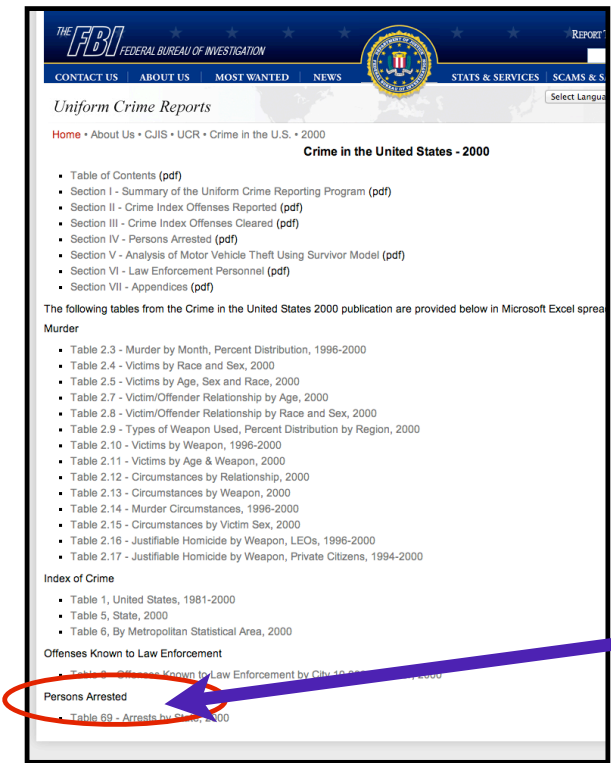 THE FBI FEDERAL BUREAU OF INVESTIGATION
REPORT
CONTACT US | ABOUT US | MOST WANTED | NEWS | STATS & SERVICES | SCAMS &
Uniform Crime Reports
Select Langua
Home • About Us • CJIS • UCR • Crime in the U.S. • 2000
Crime in the United States - 2000
Table of Contents (pdf)
Section I - Summary of the Uniform Crime Reporting Program (pdf)
Section II - Crime Index Offenses Reported (pdf)
Section III - Crime Index Offenses Cleared (pdf)
Section IV - Persons Arrested (pdf)
Section V - Analysis of Motor Vehicle Theft Using Survivor Model (pdf)
Section VI - Law Enforcement Personnel (pdf)
Section VII - Appendices (pdf)
The following tables from the Crime in the United States 2000 publication are provided below in Microsoft Excel sprea
Murder
Table 2.3 - Murder by Month, Percent Distribution, 1996-2000
Table 2.4 - Victims by Race and Sex, 2000
Table 2.5 - Victims by Age, Sex and Race, 2000
Table 2.7 - Victim/Offender Relationship by Age, 2000
Table 2.8 - Victim/Offender Relationship by Race and Sex, 2000
Table 2.9 - Types of Weapon Used, Percent Distribution by Region, 2000
Table 2.10 - Victims by Weapon, 1996-2000
Table 2.11 - Victims by Age & Weapon, 2000
Table 2.12 - Circumstances by Relationship, 2000
Table 2.13 - Circumstances by Weapon, 2000
Table 2.14 - Murder Circumstances, 1996-2000
Table 2.15 - Circumstances by Victim Sex, 2000
Table 2.16 - Justifiable Homicide by Weapon, LEOs, 1996-2000
Table 2.17 - Justifiable Homicide by Weapon, Private Citizens, 1994-2000
Index of Crime
Table 1, United States, 1981-2000
Table 5, State, 2000
Table 6, By Metropolitan Statistical Area, 2000
Offenses Known to Law Enforcement
Offenses Known to Law Enforcement by City
Persons Arrested
Table 69 - Arrests by State, 2000